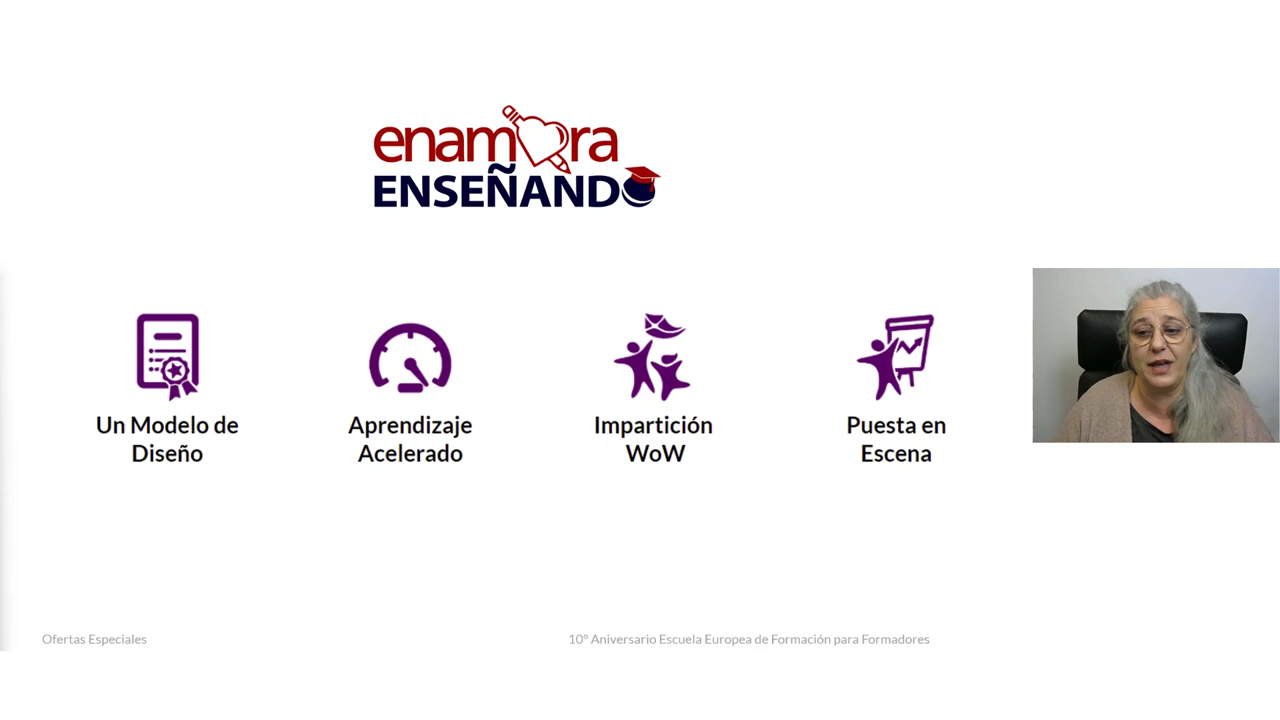 enamora
ENSEÑANDO
Un Modelo de
Diseño
Aprendizaje
Acelerado
Impartición
WoW
Puesta en
Escena
Ofertas Especiales
10º Aniversario Escuela Europea de Formación para Formadores